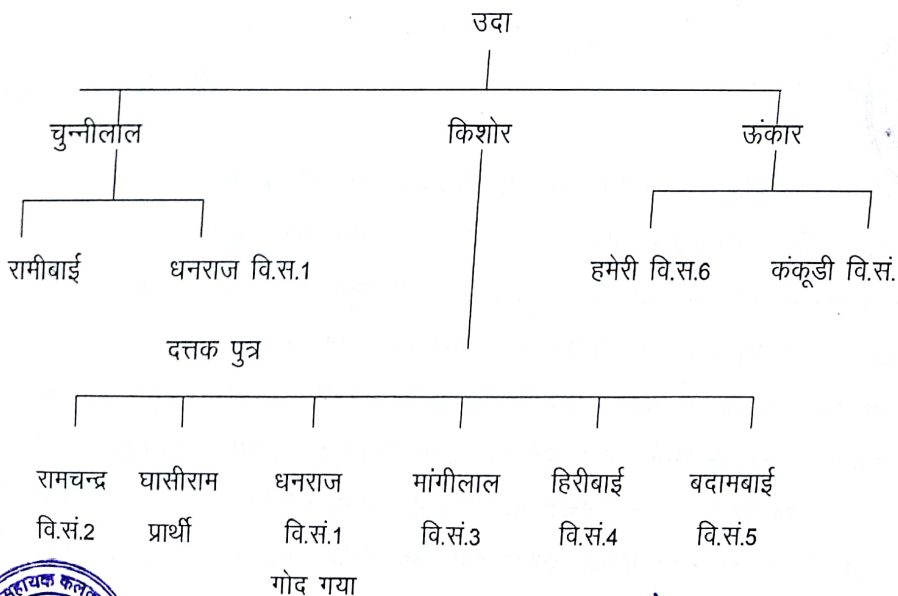 उदा
चुन्नीलाल किशोर ऊंकार
रामीबाई धनराज वि.स.1 हमेरी वि.स.6 कंकूडी वि.सं.
दत्तक पुत्र
रामचन्द्र घासीराम धनराज मांगीलाल हिरीबाई बदामबाई
वि.सं.2 प्रार्थी वि.सं.1 वि.सं.3 वि.सं.4 वि.सं.5
गोद गया